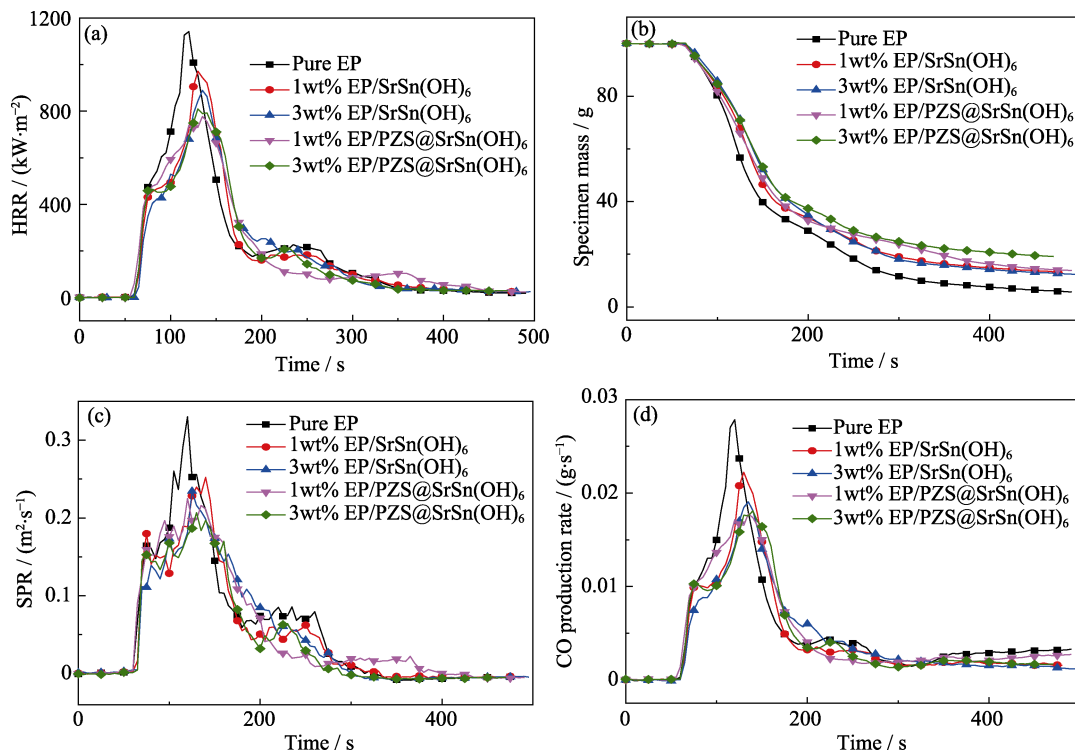 (a)
1200
800
400
0
HRR / (kW·m⁻²)
Pure EP
1wt% EP/SrSn(OH)₆
3wt% EP/SrSn(OH)₆
1wt% EP/PZS@SrSn(OH)₆
3wt% EP/PZS@SrSn(OH)₆
0 100 200 300 400 500
Time / s
(b)
80
40
0
Specimen mass / g
Pure EP
1wt% EP/SrSn(OH)₆
3wt% EP/SrSn(OH)₆
1wt% EP/PZS@SrSn(OH)₆
3wt% EP/PZS@SrSn(OH)₆
0 200 400
Time / s
(c)
0.3
0.2
0.1
0
SPR / (m²·s⁻¹)
Pure EP
1wt% EP/SrSn(OH)₆
3wt% EP/SrSn(OH)₆
1wt% EP/PZS@SrSn(OH)₆
3wt% EP/PZS@SrSn(OH)₆
0 200 400
Time / s
(d)
0.03
0.02
0.01
0
CO production rate / (g·s⁻¹)
Pure EP
1wt% EP/SrSn(OH)₆
3wt% EP/SrSn(OH)₆
1wt% EP/PZS@SrSn(OH)₆
3wt% EP/PZS@SrSn(OH)₆
0 200 400
Time / s